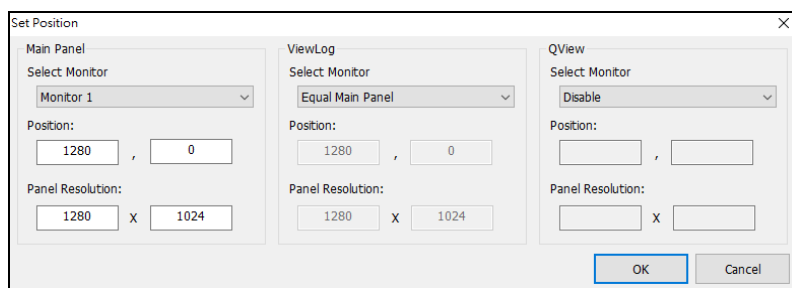 Set Position
Main Panel
Select Monitor
Monitor 1
Position:
1280 , 0
Panel Resolution:
1280 X 1024
ViewLog
Select Monitor
Equal Main Panel
Position:
1280 , 0
Panel Resolution:
1280 X 1024
QView
Select Monitor
Disable
Position:
,
Panel Resolution:
X
OK Cancel